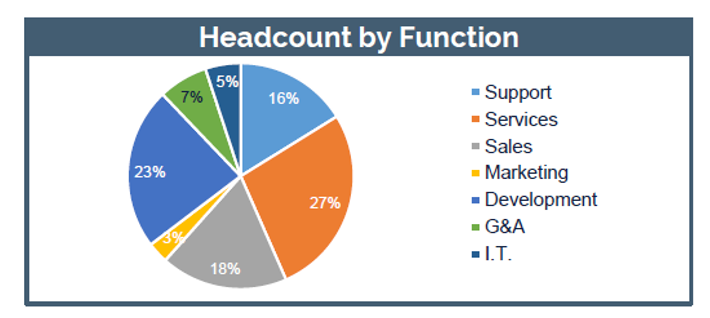 Headcount by Function
5%
16%
7%
23%
27%
3%
18%
Support
Services
Sales
Marketing
Development
G&A
I.T.